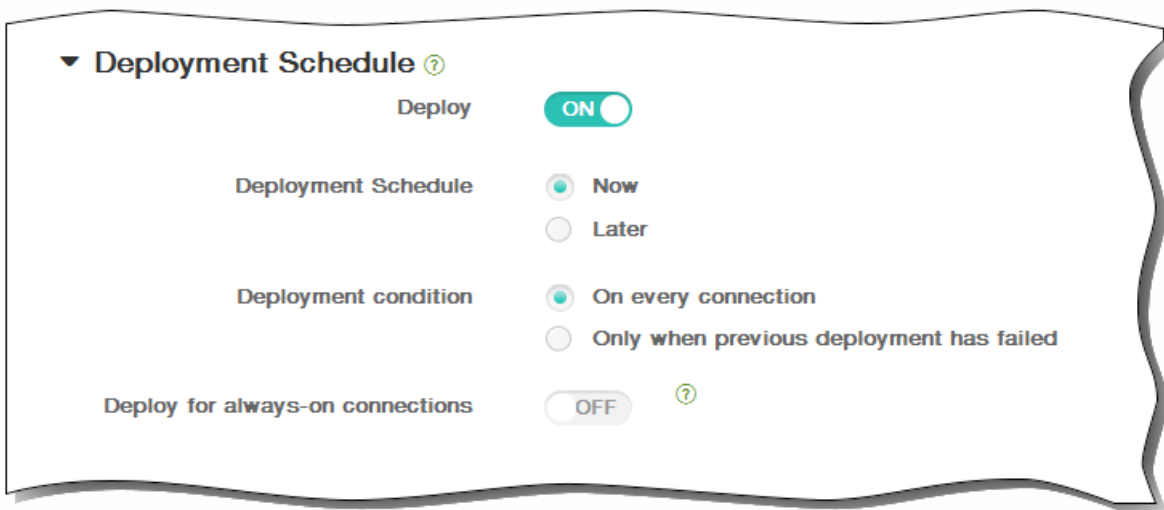 Deployment Schedule ?
Deploy ON
Deployment Schedule Now
Later
Deployment condition On every connection
Only when previous deployment has failed
Deploy for always-on connections OFF ?